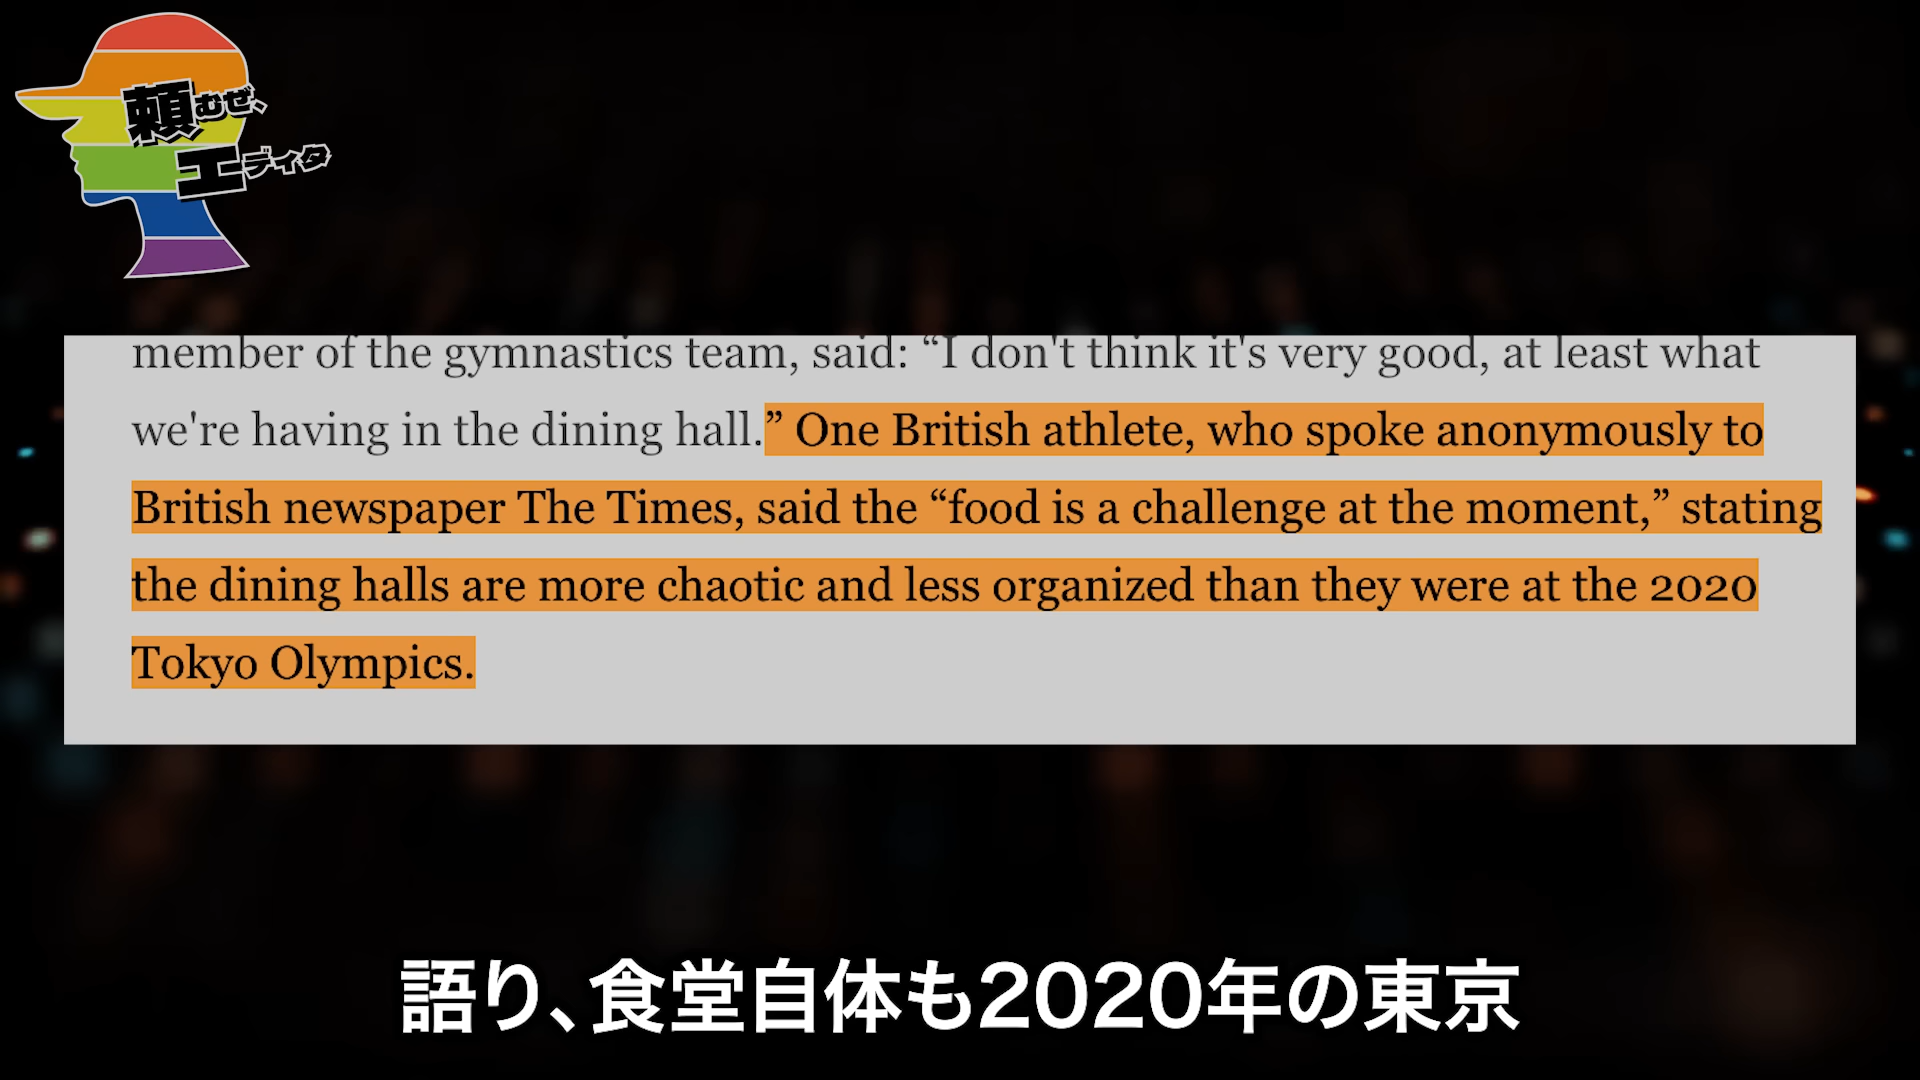 頼むぜ、
エディタ
member of the gymnastics team, said: “I don't think it's very good, at least what
we're having in the dining hall.” One British athlete, who spoke anonymously to
British newspaper The Times, said the “food is a challenge at the moment,” stating
the dining halls are more chaotic and less organized than they were at the 2020
Tokyo Olympics.
語り、食堂自体も2020年の東京